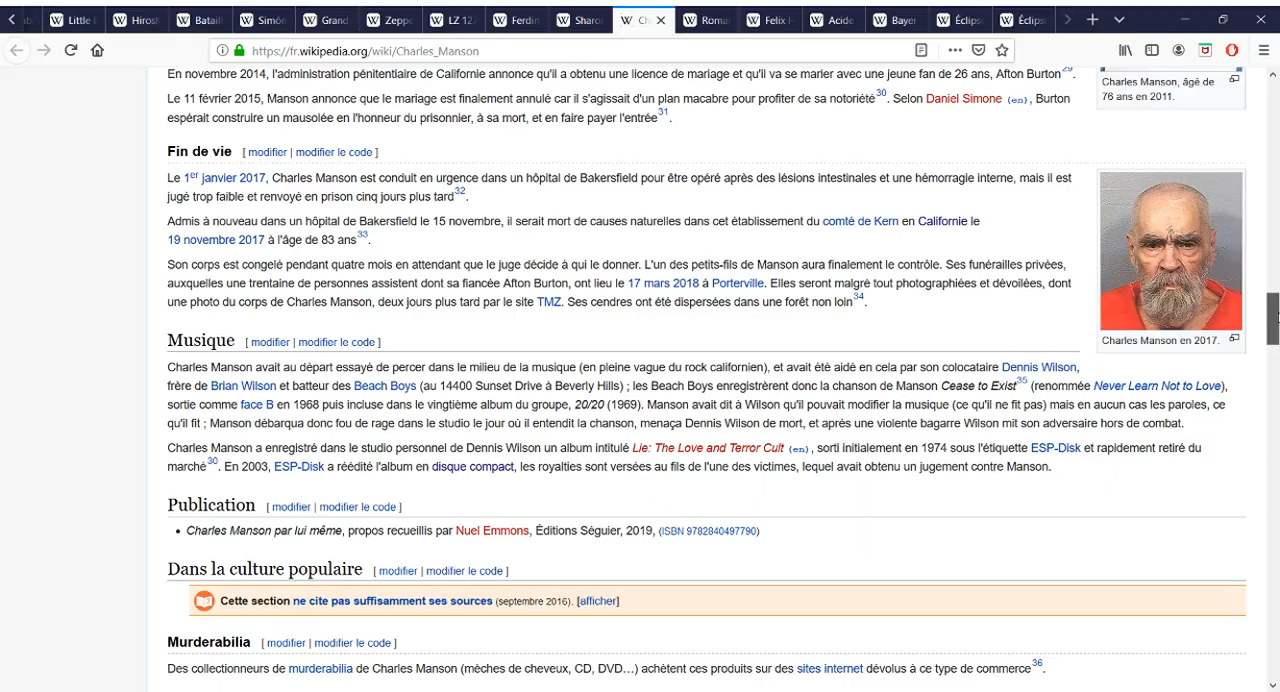 Little
Hirosh
Batail
Simón
Grand
Zeppe
LZ 12
Ferdin
Sharo
Ch
Roma
Felix H
Acide
Bayer
Éclips
Éclips
https://fr.wikipedia.org/wiki/Charles_Manson
En novembre 2014, l'administration pénitentiaire de Californie annonce qu'il a obtenu une licence de mariage et qu'il va se marier avec une jeune fan de 26 ans, Afton Burton29.
Charles Manson, âgé de
76 ans en 2011.
Le 11 février 2015, Manson annonce que le mariage est finalement annulé car il s'agissait d'un plan macabre pour profiter de sa notoriété30. Selon Daniel Simone (en), Burton
espérait construire un mausolée en l'honneur du prisonnier, à sa mort, et en faire payer l'entrée31.
Fin de vie [ modifier | modifier le code ]
Le 1er janvier 2017, Charles Manson est conduit en urgence dans un hôpital de Bakersfield pour être opéré après des lésions intestinales et une hémorragie interne, mais il est
jugé trop faible et renvoyé en prison cinq jours plus tard32.
Admis à nouveau dans un hôpital de Bakersfield le 15 novembre, il serait mort de causes naturelles dans cet établissement du comté de Kern en Californie le
19 novembre 2017 à l'âge de 83 ans33.
Son corps est congelé pendant quatre mois en attendant que le juge décide à qui le donner. L'un des petits-fils de Manson aura finalement le contrôle. Ses funérailles privées,
auxquelles une trentaine de personnes assistent dont sa fiancée Afton Burton, ont lieu le 17 mars 2018 à Porterville. Elles seront malgré tout photographiées et dévoilées, dont
une photo du corps de Charles Manson, deux jours plus tard par le site TMZ. Ses cendres ont été dispersées dans une forêt non loin34.
Charles Manson en 2017.
Musique [ modifier | modifier le code ]
Charles Manson avait au départ essayé de percer dans le milieu de la musique (en pleine vague du rock californien), et avait été aidé en cela par son colocataire Dennis Wilson,
frère de Brian Wilson et batteur des Beach Boys (au 14400 Sunset Drive à Beverly Hills) ; les Beach Boys enregistrèrent donc la chanson de Manson Cease to Exist35 (renommée Never Learn Not to Love),
sortie comme face B en 1968 puis incluse dans le vingtième album du groupe, 20/20 (1969). Manson avait dit à Wilson qu'il pouvait modifier la musique (ce qu'il ne fit pas) mais en aucun cas les paroles, ce
qu'il fit ; Manson débarqua donc fou de rage dans le studio le jour où il entendit la chanson, menaça Dennis Wilson de mort, et après une violente bagarre Wilson mit son adversaire hors de combat.
Charles Manson a enregistré dans le studio personnel de Dennis Wilson un album intitulé Lie: The Love and Terror Cult (en), sorti initialement en 1974 sous l'étiquette ESP-Disk et rapidement retiré du
marché30. En 2003, ESP-Disk a réédité l'album en disque compact, les royalties sont versées au fils de l'une des victimes, lequel avait obtenu un jugement contre Manson.
Publication [ modifier | modifier le code ]
• Charles Manson par lui même, propos recueillis par Nuel Emmons, Éditions Séguier, 2019, (ISBN 9782840497790)
Dans la culture populaire [ modifier | modifier le code ]
Cette section ne cite pas suffisamment ses sources (septembre 2016). [afficher]
Murderabilia [ modifier | modifier le code ]
Des collectionneurs de murderabilia de Charles Manson (mèches de cheveux, CD, DVD…) achètent ces produits sur des sites internet dévolus à ce type de commerce36.